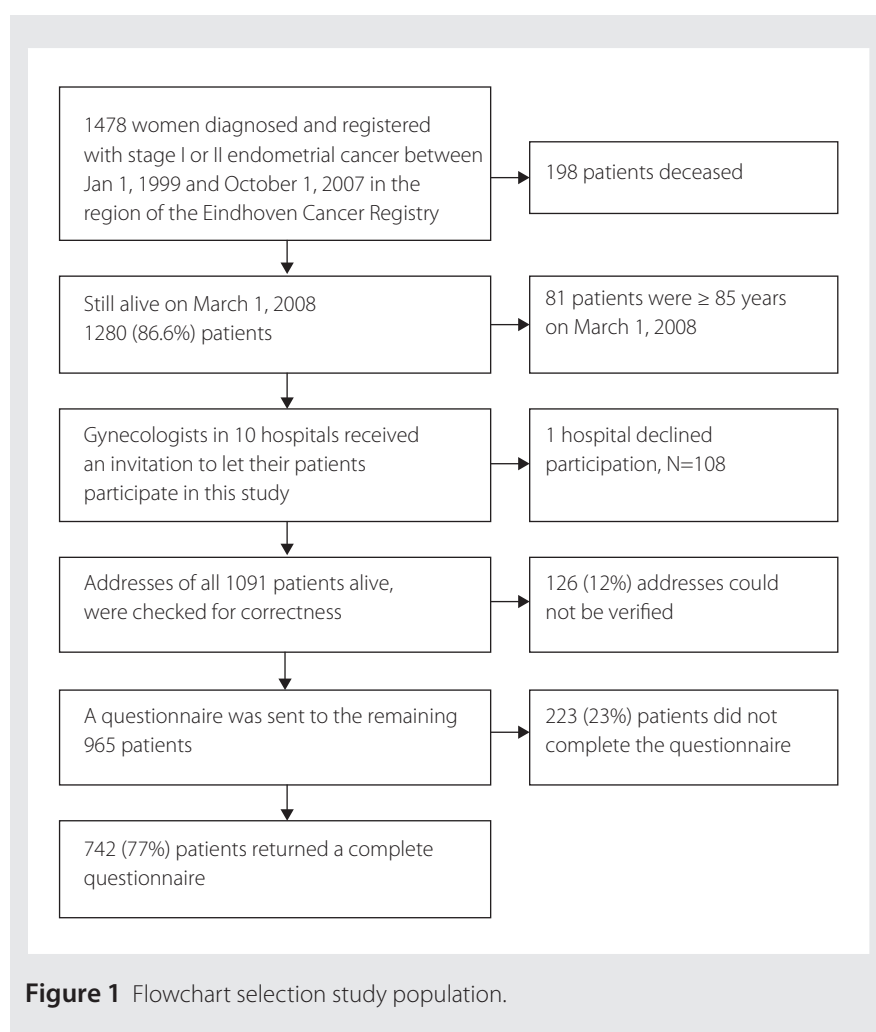 1478 women diagnosed and registered
with stage I or II endometrial cancer between
Jan 1, 1999 and October 1, 2007 in the
region of the Eindhoven Cancer Registry
198 patients deceased
Still alive on March 1, 2008
1280 (86.6%) patients
81 patients were ≥ 85 years
on March 1, 2008
Gynecologists in 10 hospitals received
an invitation to let their patients
participate in this study
1 hospital declined
participation, N=108
Addresses of all 1091 patients alive,
were checked for correctness
126 (12%) addresses could
not be verified
A questionnaire was sent to the remaining
965 patients
223 (23%) patients did not
complete the questionnaire
742 (77%) patients returned a complete
questionnaire
Figure 1 Flowchart selection study population.